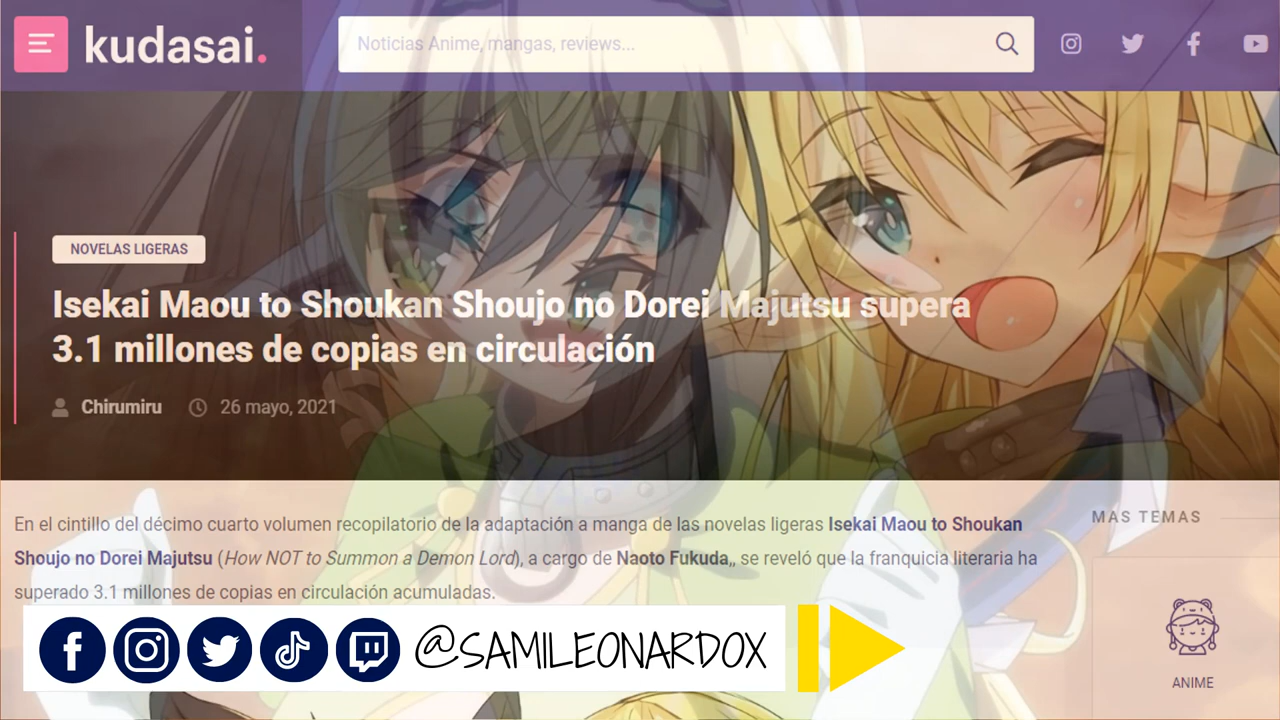 kudasai.
Noticias Anime, mangas, reviews...
NOVELAS LIGERAS
Isekai Maou to Shoukan Shoujo no Dorei Majutsu supera
3.1 millones de copias en circulación
Chirumiru 26 mayo, 2021
En el cintillo del décimo cuarto volumen recopilatorio de la adaptación a manga de las novelas ligeras Isekai Maou to Shoukan
Shoujo no Dorei Majutsu (How NOT to Summon a Demon Lord), a cargo de Naoto Fukuda,, se reveló que la franquicia literaria ha
superado 3.1 millones de copias en circulación acumuladas.
MAS TEMAS
ANIME
@SAMILEONARDOX